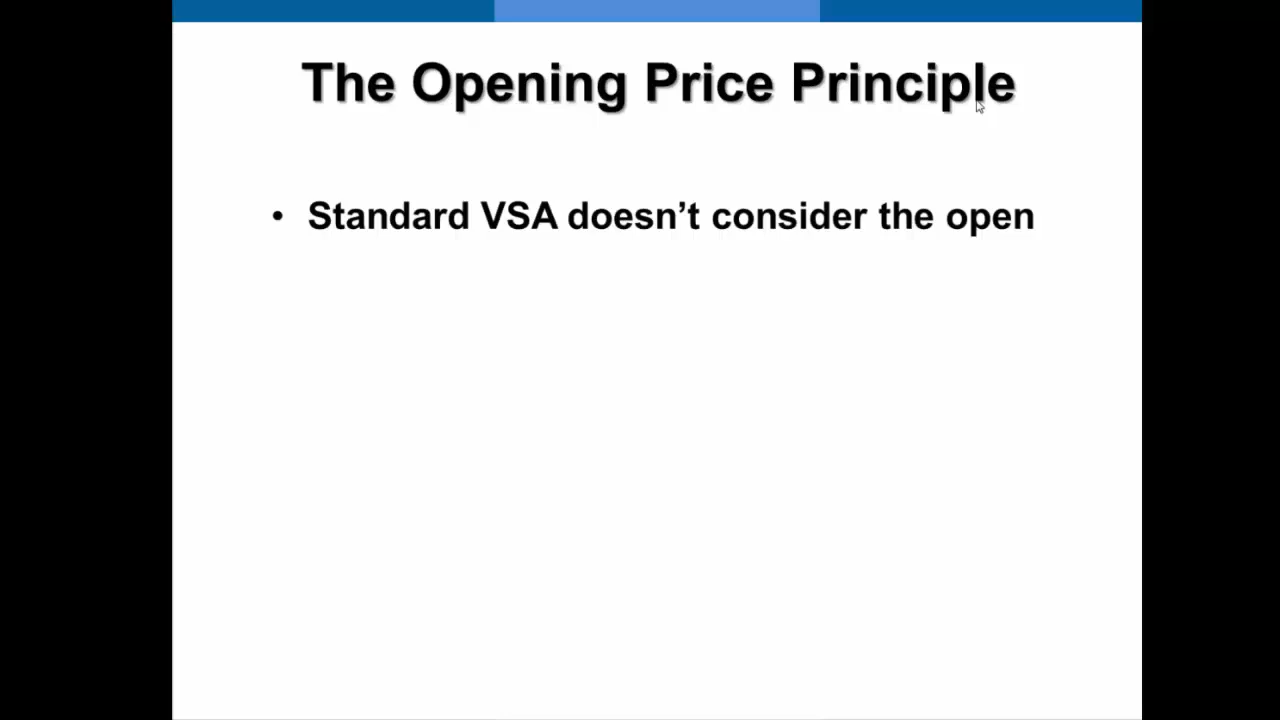 The Opening Price Principle
• Standard VSA doesn’t consider the open